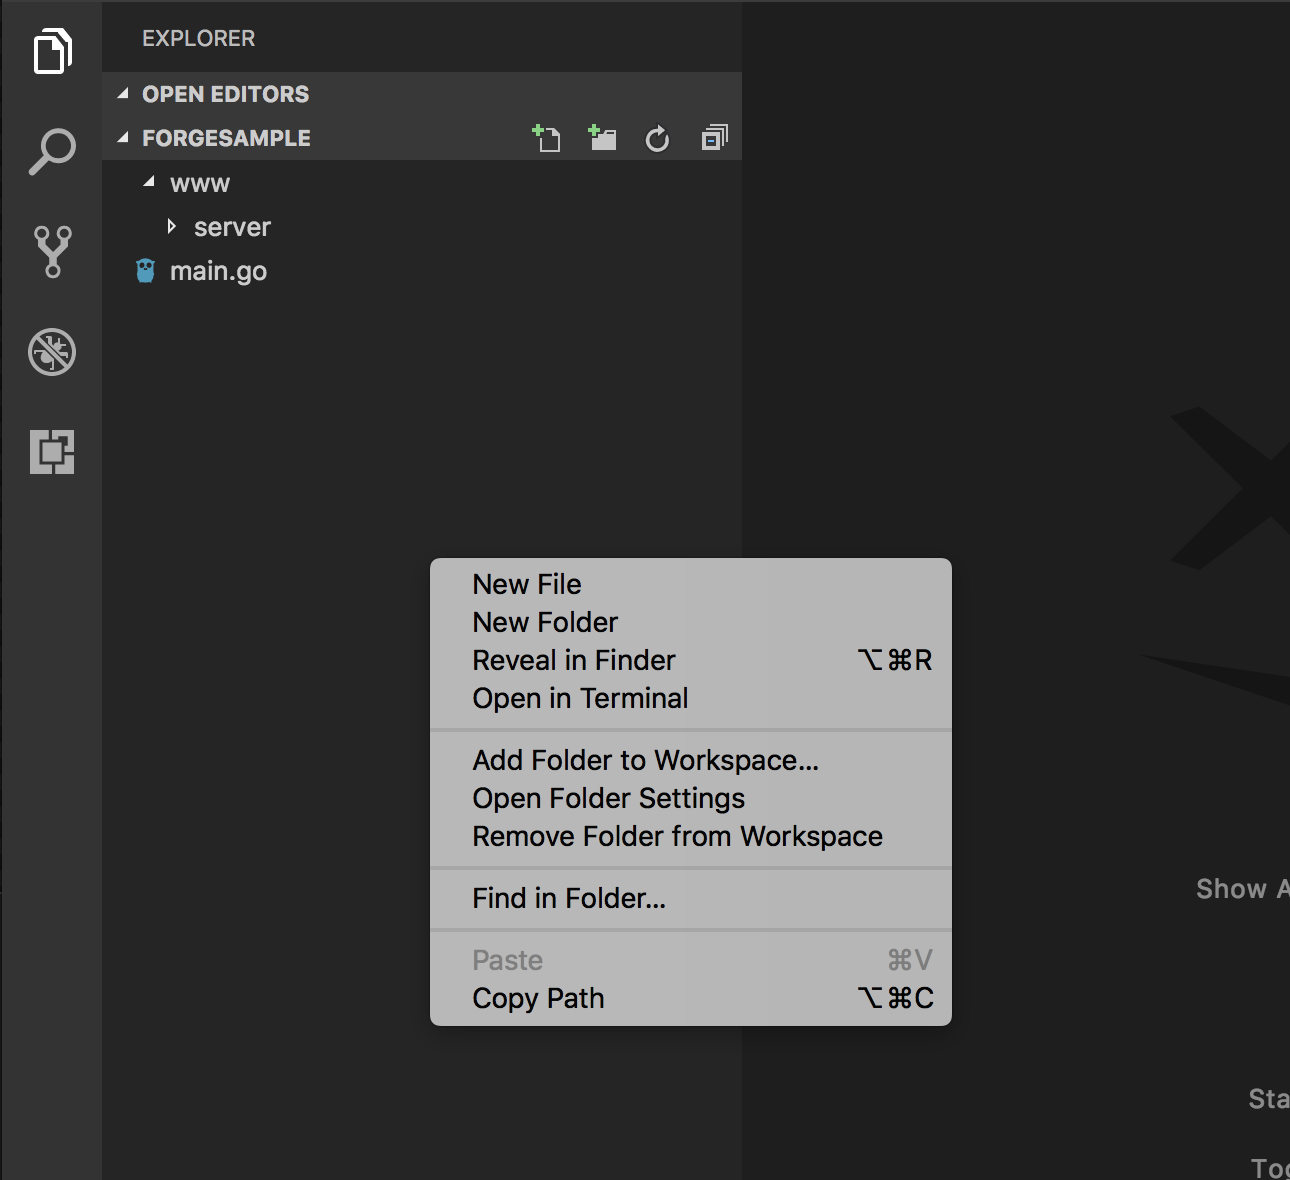 EXPLORER
OPEN EDITORS
FORGESAMPLE
www
server
main.go
New File
New Folder
Reveal in Finder ⌥⌘R
Open in Terminal
Add Folder to Workspace...
Open Folder Settings
Remove Folder from Workspace
Find in Folder...
Paste ⌘V
Copy Path ⌥⌘C
Show A
Sta
Tog